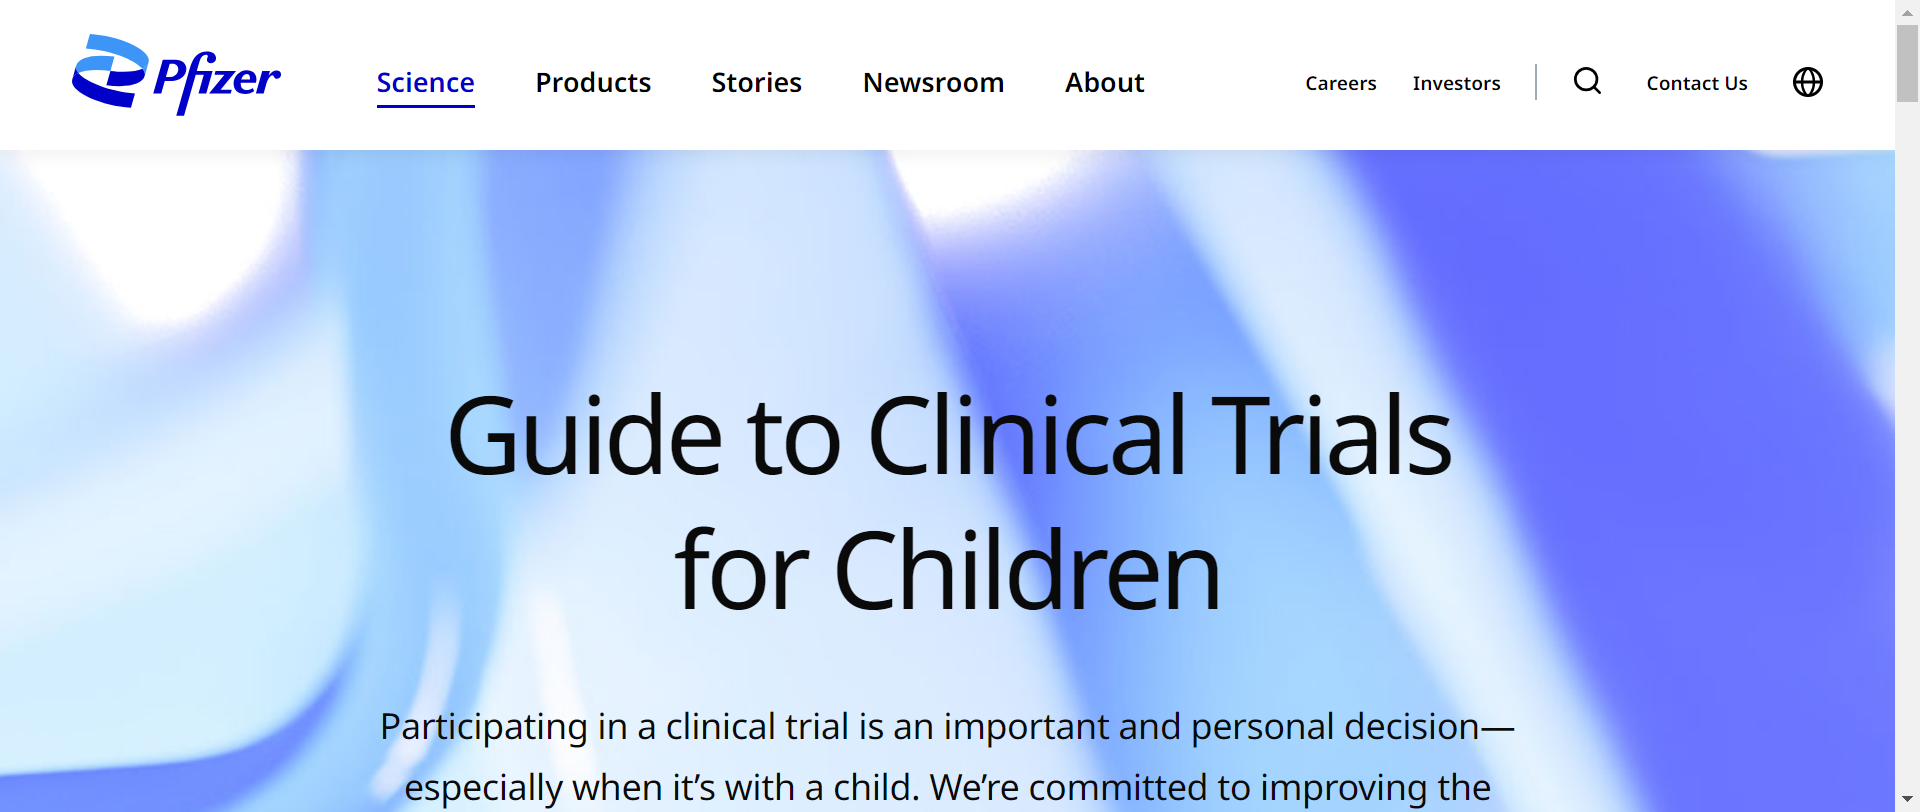 Pfizer
Science Products Stories Newsroom About Careers Investors Contact Us
Guide to Clinical Trials
for Children
Participating in a clinical trial is an important and personal decision—
especially when it’s with a child. We’re committed to improving the